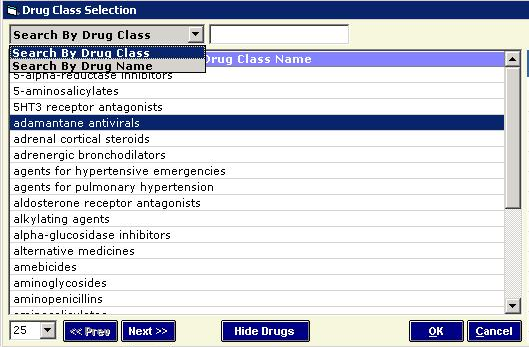 Drug Class Selection
Search By Drug Class
Search By Drug Class
Search By Drug Name
Drug Class Name
5-alpha-reductase inhibitors
5-aminosalicylates
5HT3 receptor antagonists
adamantane antivirals
adrenal cortical steroids
adrenergic bronchodilators
agents for hypertensive emergencies
agents for pulmonary hypertension
aldosterone receptor antagonists
alkylating agents
alpha-glucosidase inhibitors
alternative medicines
amebicides
aminoglycosides
aminopenicillins
aminosalicylates
25 << Prev Next >> Hide Drugs OK Cancel